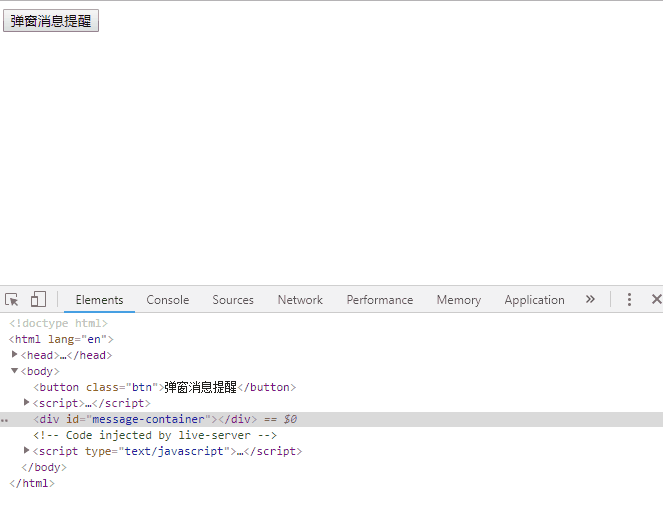 弹窗消息提醒
Elements Console Sources Network Performance Memory Application »
<!doctype html>
<html lang="en">
<head>…</head>
<body>
<button class="btn">弹窗消息提醒</button>
<script>…</script>
<div id="message-container"></div> == $0
<!-- Code injected by live-server -->
<script type="text/javascript">…</script>
</body>
</html>